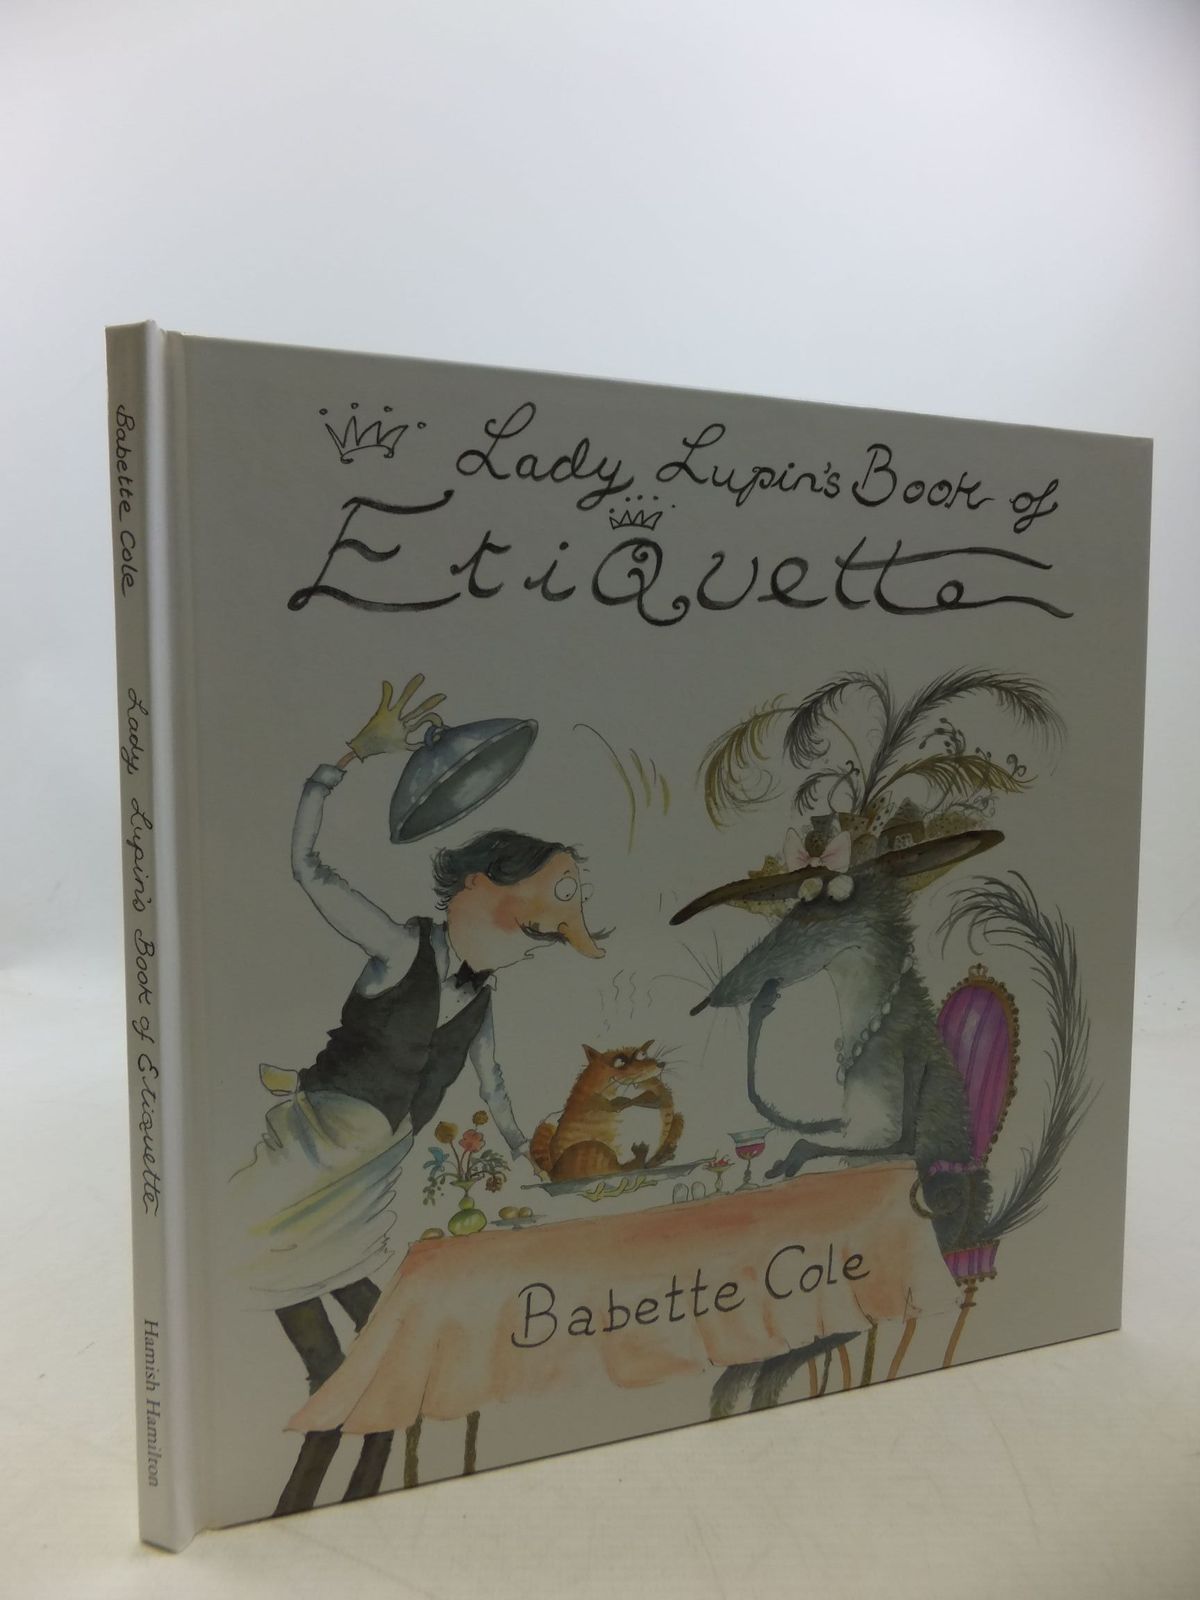 Lady Lupin's Book of
EtiQuette
Babette Cole
Babette Cole
Lady Lupin's Book of EtiQuette
Hamish Hamilton